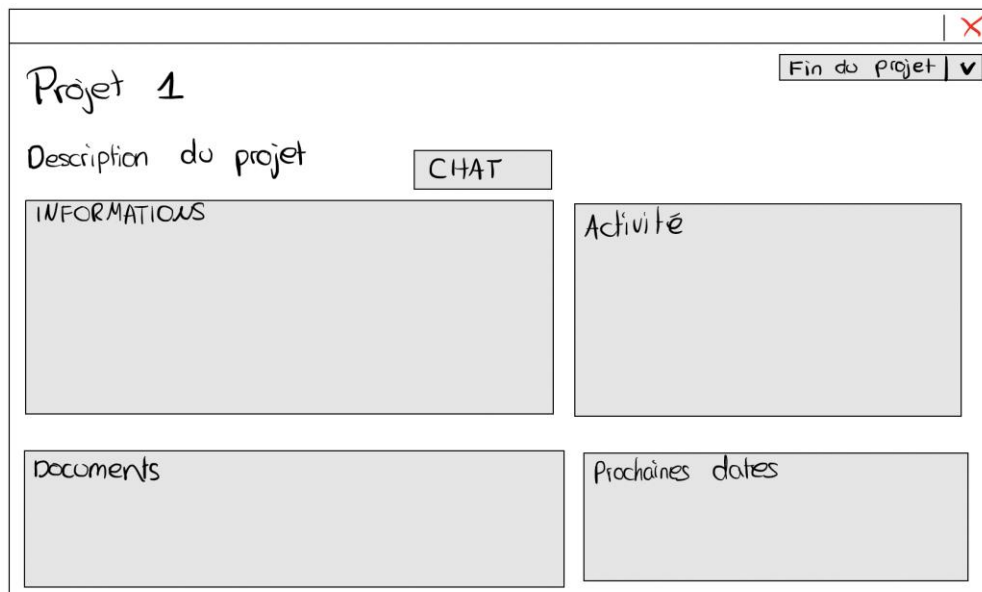 Fin du projet
Projet 1
Description du projet
CHAT
INFORMATIONS
Activité
Documents
Prochaines dates